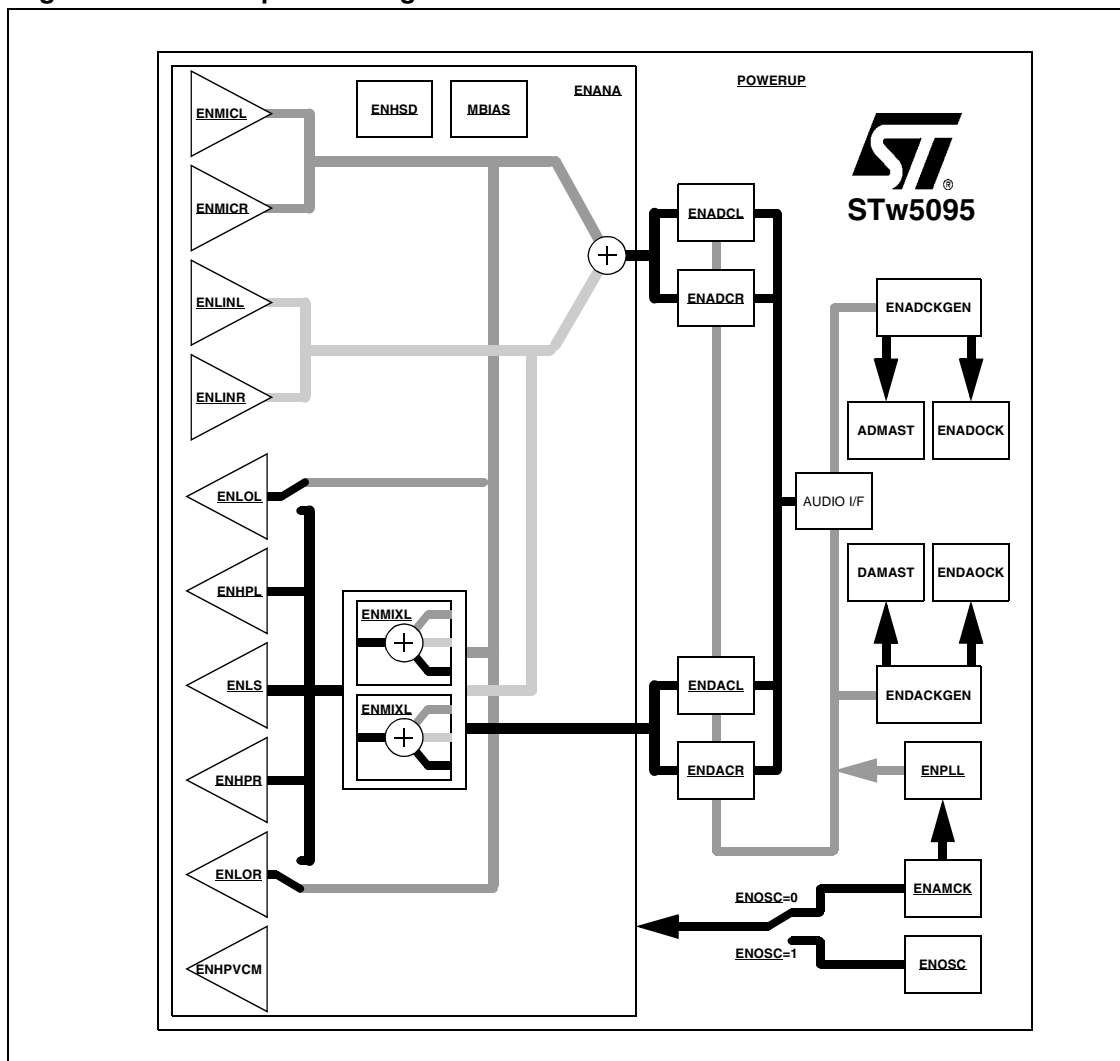 ENANA
POWERUP
ENMICL
ENHSD
MBIAS
ST
®
STw5095
ENMICR
ENADCL
ENLINL
ENADCR
ENADCKGEN
ENLINR
ADMAST
ENADOCK
ENLOL
AUDIO I/F
ENHPL
DAMAST
ENDAOCK
ENMIXL
ENLS
ENDACL
ENDACKGEN
ENMIXL
ENHPR
ENDACR
ENPLL
ENLOR
ENOSC=0
ENAMCK
ENHPVCM
ENOSC=1
ENOSC